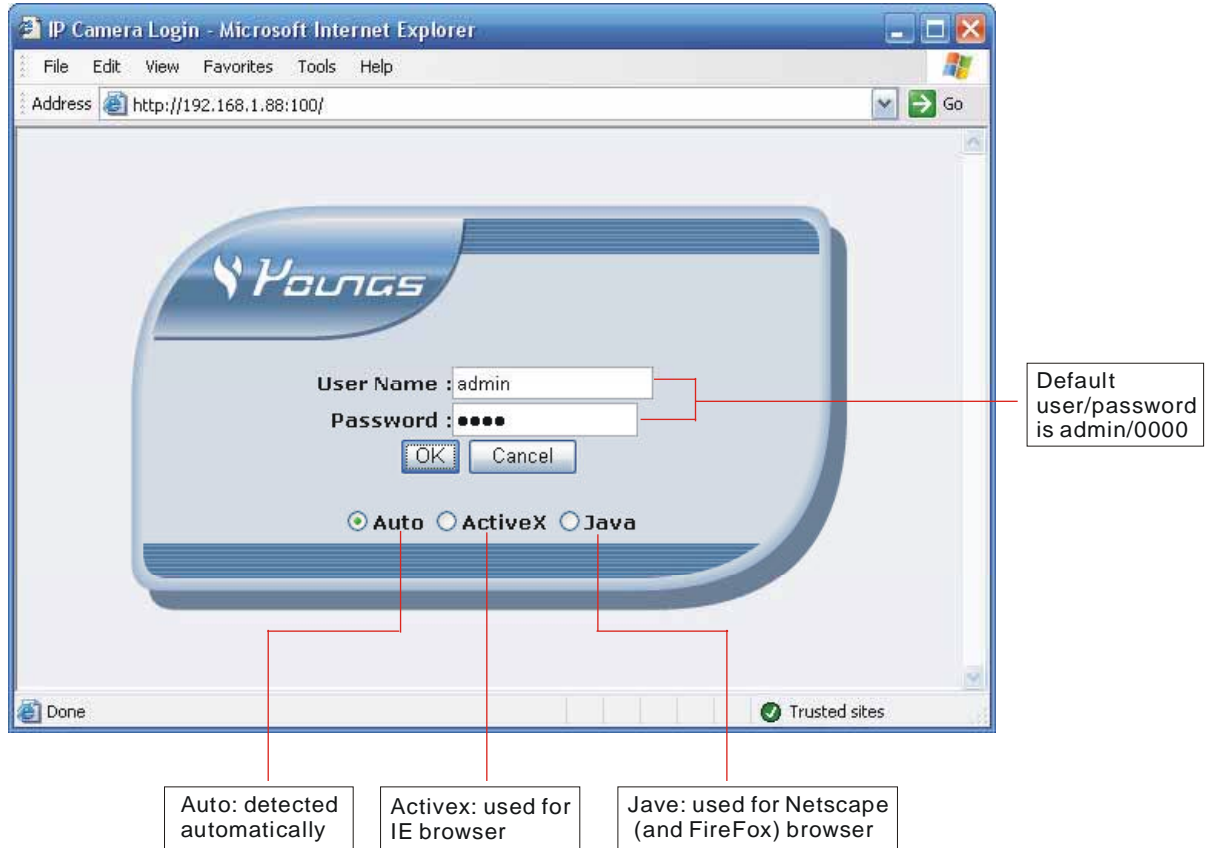 IP Camera Login - Microsoft Internet Explorer
File Edit View Favorites Tools Help
Address http://192.168.1.88:100/ Go
YOUNGS
User Name : admin
Password : ●●●●
OK Cancel
Auto ActiveX Java
Default
user/password
is admin/0000
Done Trusted sites
Auto: detected
automatically
Activex: used for
IE browser
Jave: used for Netscape
(and FireFox) browser